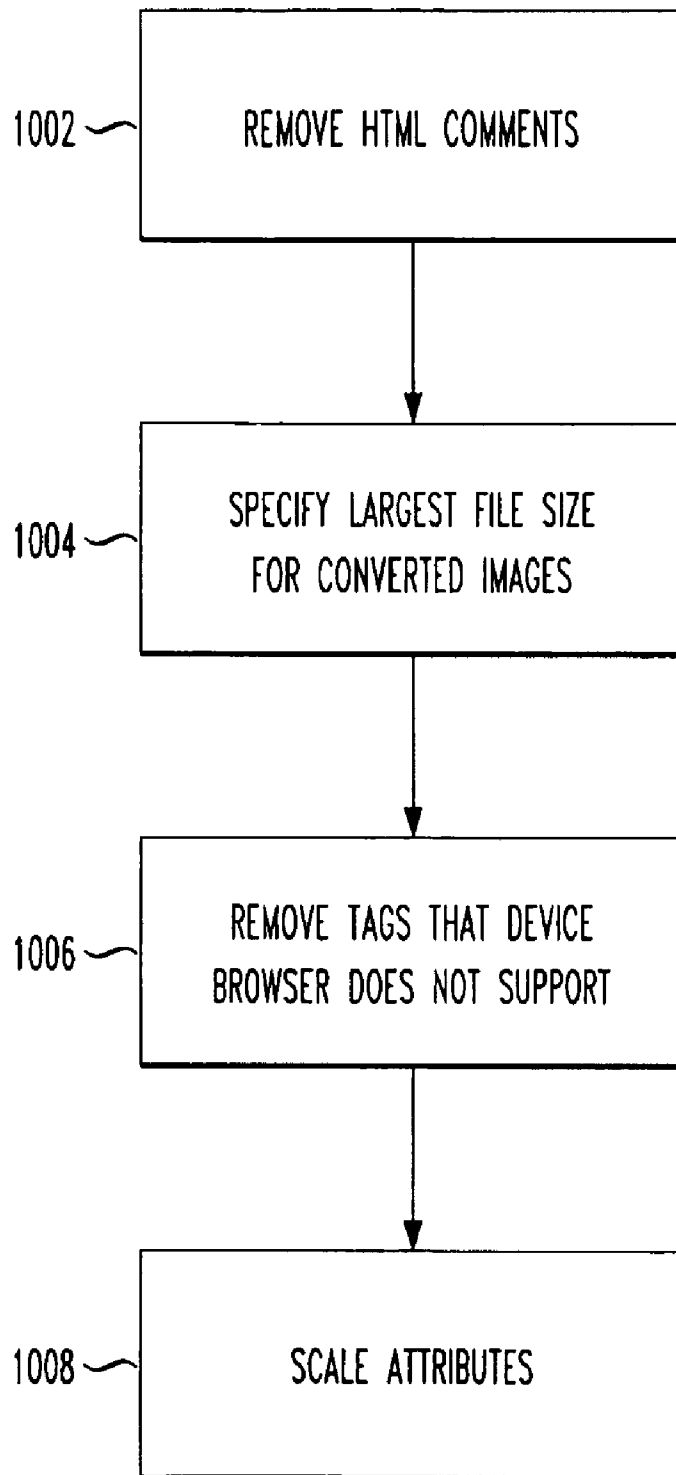 1002 REMOVE HTML COMMENTS
SPECIFY LARGEST FILE SIZE
1004
FOR CONVERTED IMAGES
REMOVE TAGS THAT DEVICE
1006
BROWSER DOES NOT SUPPORT
1008 SCALE ATTRIBUTES